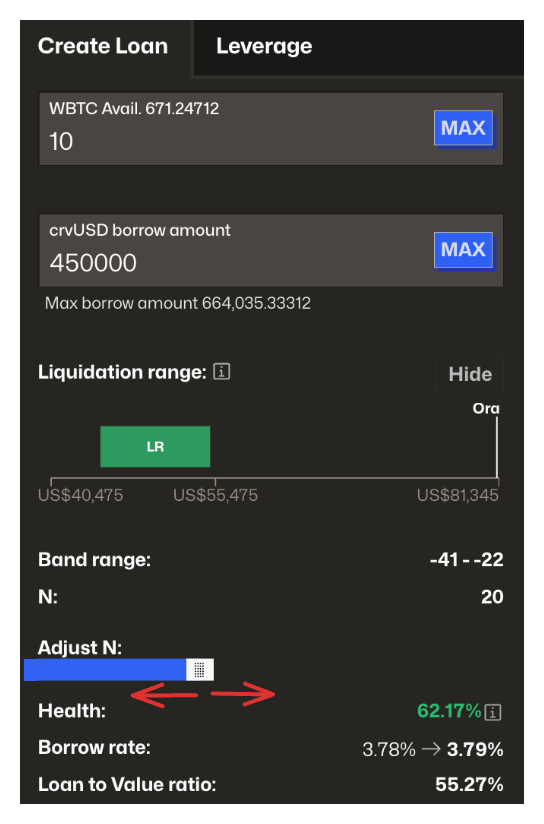 Create Loan
Leverage
WBTC Avail. 671.24712
10
MAX
crvUSD borrow amount
450000
MAX
Max borrow amount 664,035.33312
Liquidation range: i
Hide
Ora
LR
US$40,475 US$55,475 US$81,345
Band range: -41 - -22
N: 20
Adjust N:
Health: 62.17% i
Borrow rate: 3.78% → 3.79%
Loan to Value ratio: 55.27%